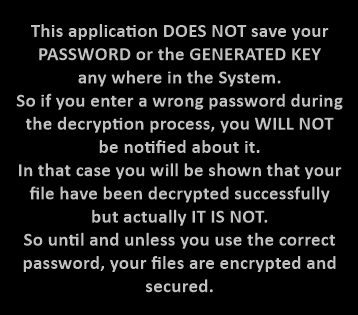 This application DOES NOT save your
PASSWORD or the GENERATED KEY
any where in the System.
So if you enter a wrong password during
the decryption process, you WILL NOT
be notified about it.
In that case you will be shown that your
file have been decrypted successfully
but actually IT IS NOT.
So until and unless you use the correct
password, your files are encrypted and
secured.